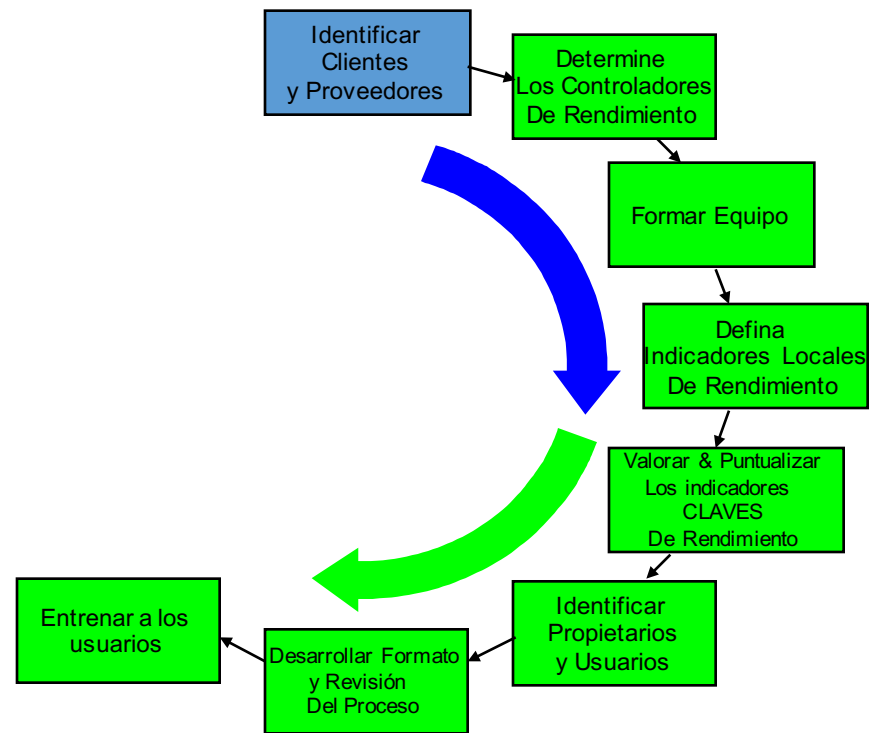 Identificar
Clientes
y Proveedores
Determine
Los Controladores
De Rendimiento
Formar Equipo
Defina
Indicadores Locales
De Rendimiento
Valorar & Puntualizar
Los indicadores
CLAVES
De Rendimiento
Identificar
Propietarios
y Usuarios
Desarrollar Formato
y Revisión
Del Proceso
Entrenar a los
usuarios